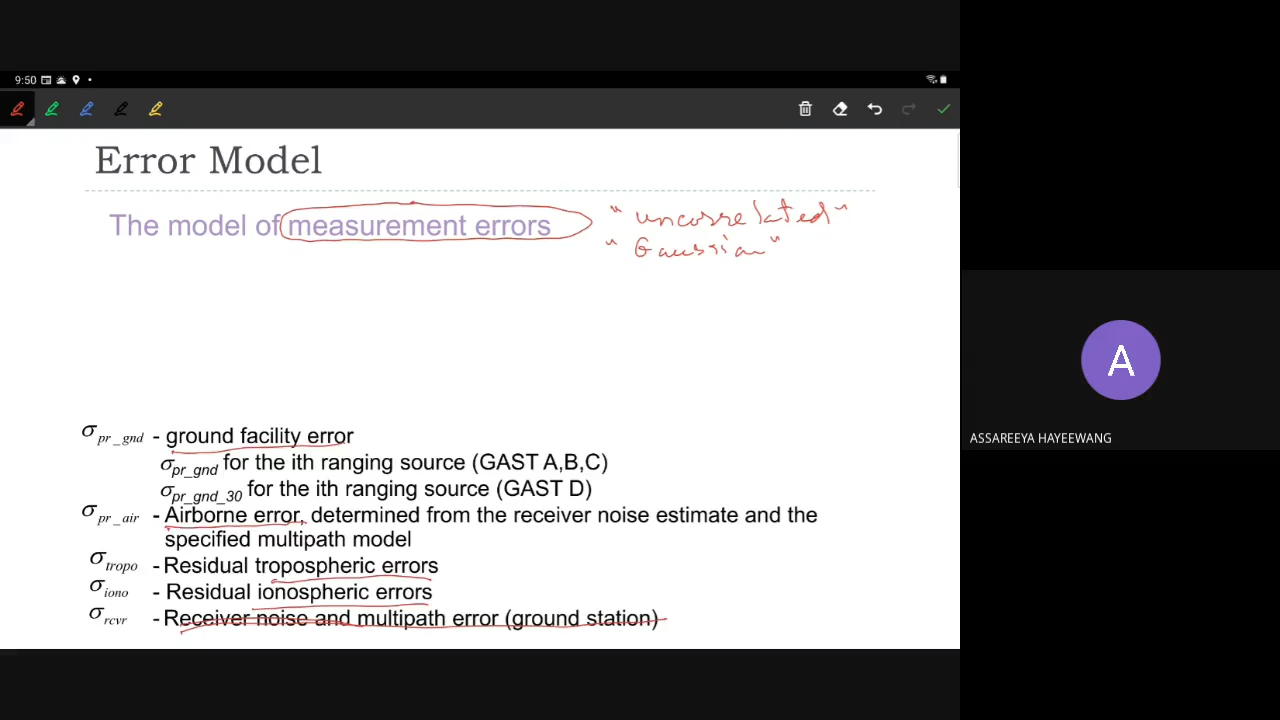 9:50
Error Model
The model of measurement errors "uncorrelated"
"Gaussian"
σpr_gnd - ground facility error
σpr_gnd for the ith ranging source (GAST A,B,C)
σpr_gnd_30 for the ith ranging source (GAST D)
σpr_air - Airborne error, determined from the receiver noise estimate and the
specified multipath model
σtropo - Residual tropospheric errors
σiono - Residual ionospheric errors
σrcvr - Receiver noise and multipath error (ground station)
A
ASSAREEYA HAYEEWANG